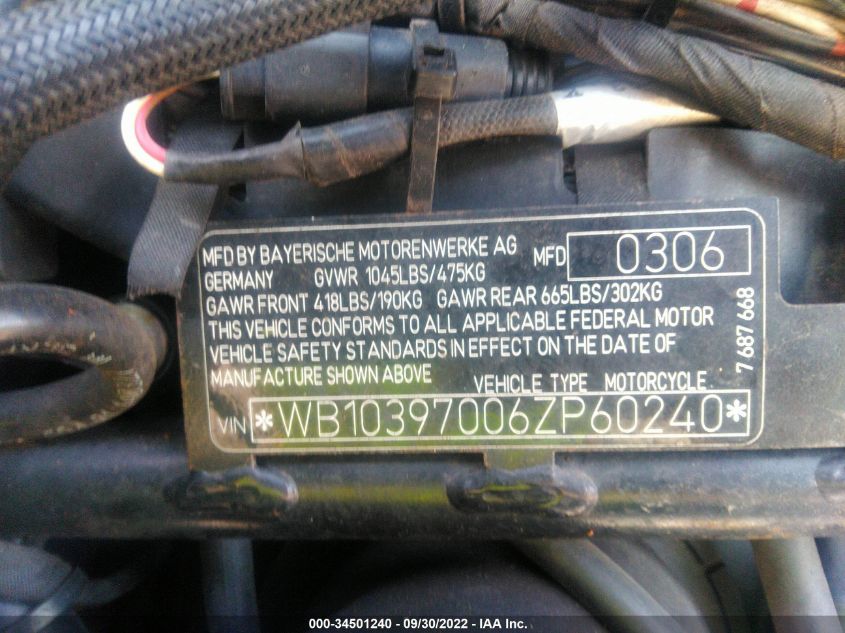 MFD BY BAYERISCHE MOTORENWERKE AG MFD 0306
GERMANY GVWR 1045LBS/475KG
GAWR FRONT 418LBS/190KG GAWR REAR 665LBS/302KG
THIS VEHICLE CONFORMS TO ALL APPLICABLE FEDERAL MOTOR
VEHICLE SAFETY STANDARDS IN EFFECT ON THE DATE OF
MANUFACTURE SHOWN ABOVE
VEHICLE TYPE MOTORCYCLE
VIN *WB10397006ZP60240*
7 687 668
000-34501240 - 09/30/2022 - IAA Inc.